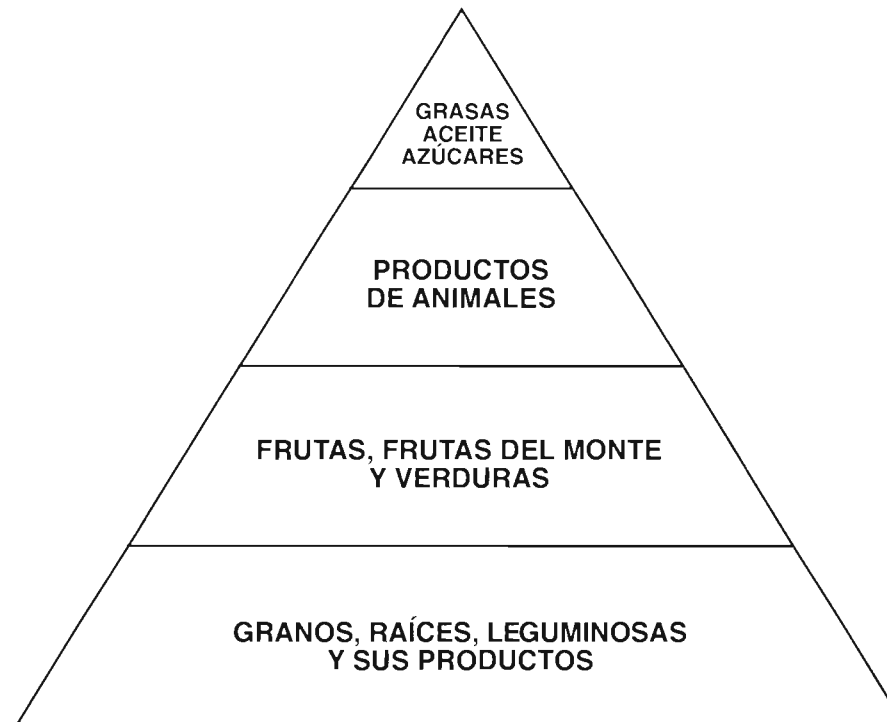 GRASAS
ACEITE
AZÚCARES
PRODUCTOS
DE ANIMALES
FRUTAS, FRUTAS DEL MONTE
Y VERDURAS
GRANOS, RAÍCES, LEGUMINOSAS
Y SUS PRODUCTOS